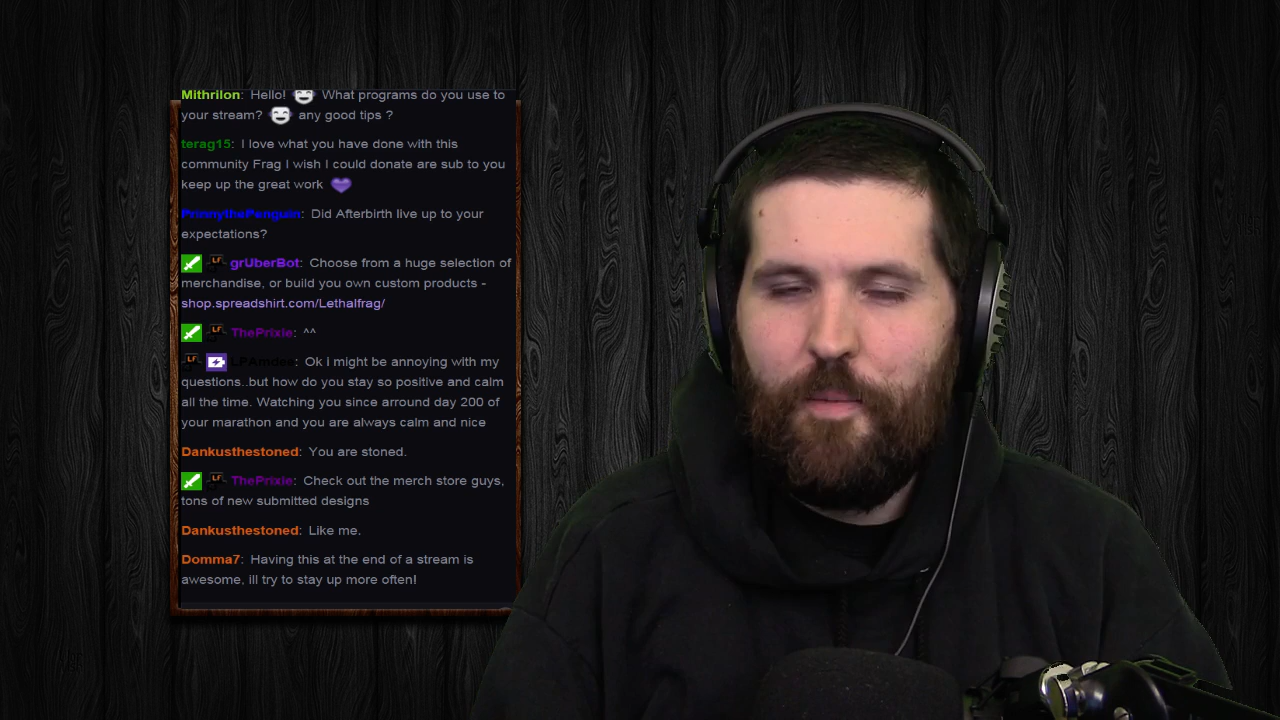 Mithrilon: Hello! What programs do you use to
your stream? any good tips ?
terag15: I love what you have done with this
community Frag I wish I could donate are sub to you
keep up the great work
PrinnythePenguin: Did Afterbirth live up to your
expectations?
LF grUberBot: Choose from a huge selection of
merchandise, or build you own custom products -
shop.spreadshirt.com/Lethalfrag/
LF ThePrixie: ^^
LF LFAmdee: Ok i might be annoying with my
questions..but how do you stay so positive and calm
all the time. Watching you since arround day 200 of
your marathon and you are always calm and nice
Dankusthestoned: You are stoned.
LF ThePrixie: Check out the merch store guys,
tons of new submitted designs
Dankusthestoned: Like me.
Domma7: Having this at the end of a stream is
awesome, ill try to stay up more often!